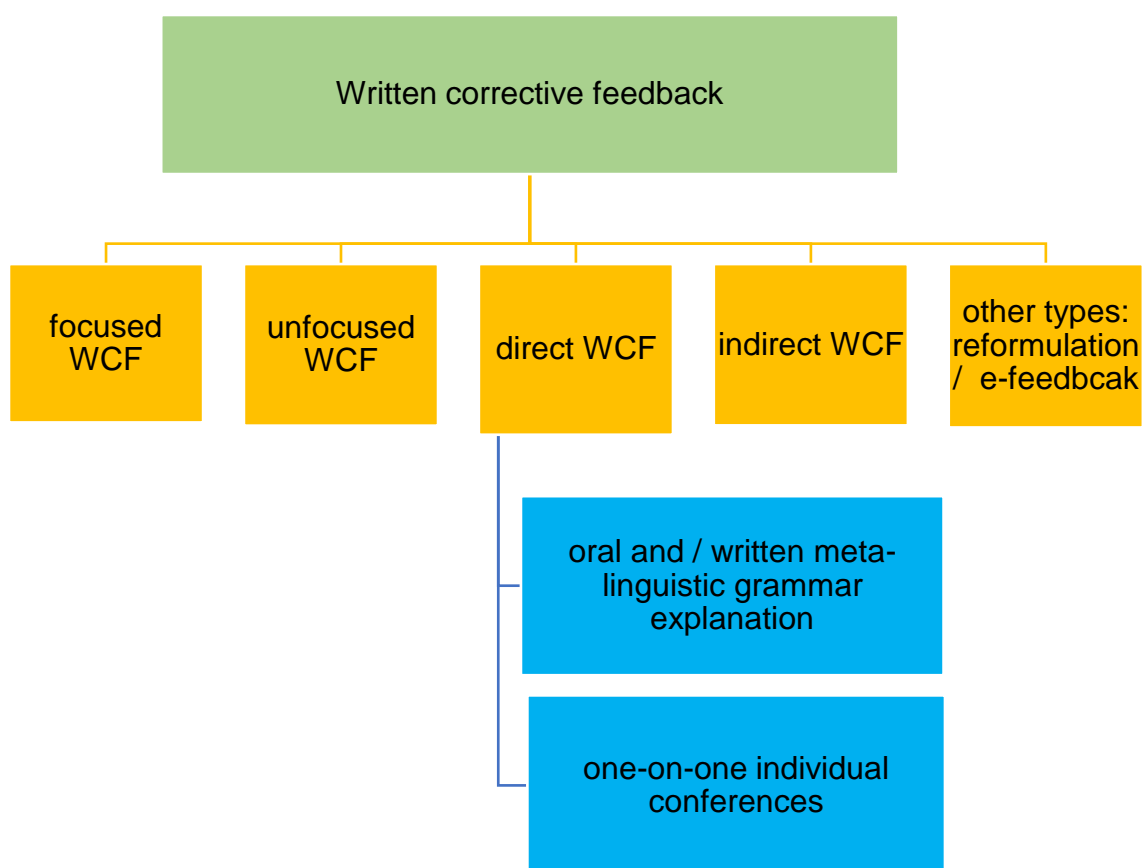 Written corrective feedback
focused
WCF
unfocused
WCF
direct WCF
indirect WCF
other types:
reformulation
/ e-feedbcak
oral and / written meta-
linguistic grammar
explanation
one-on-one individual
conferences